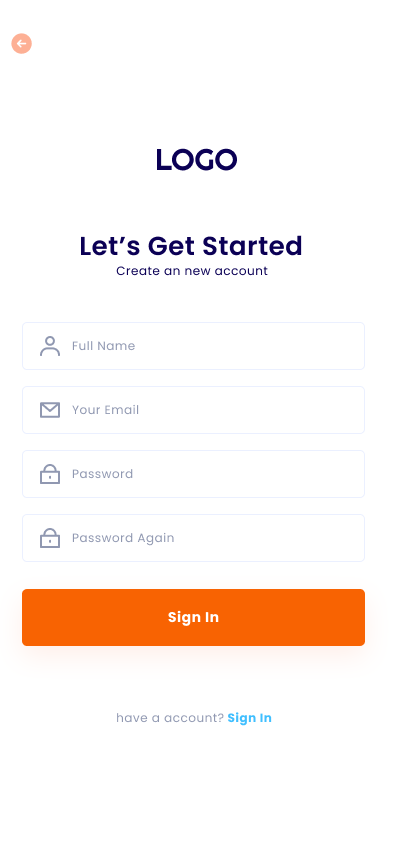 LOGO
Let’s Get Started
Create an new account
Full Name
Your Email
Password
Password Again
Sign In
have a account? Sign In